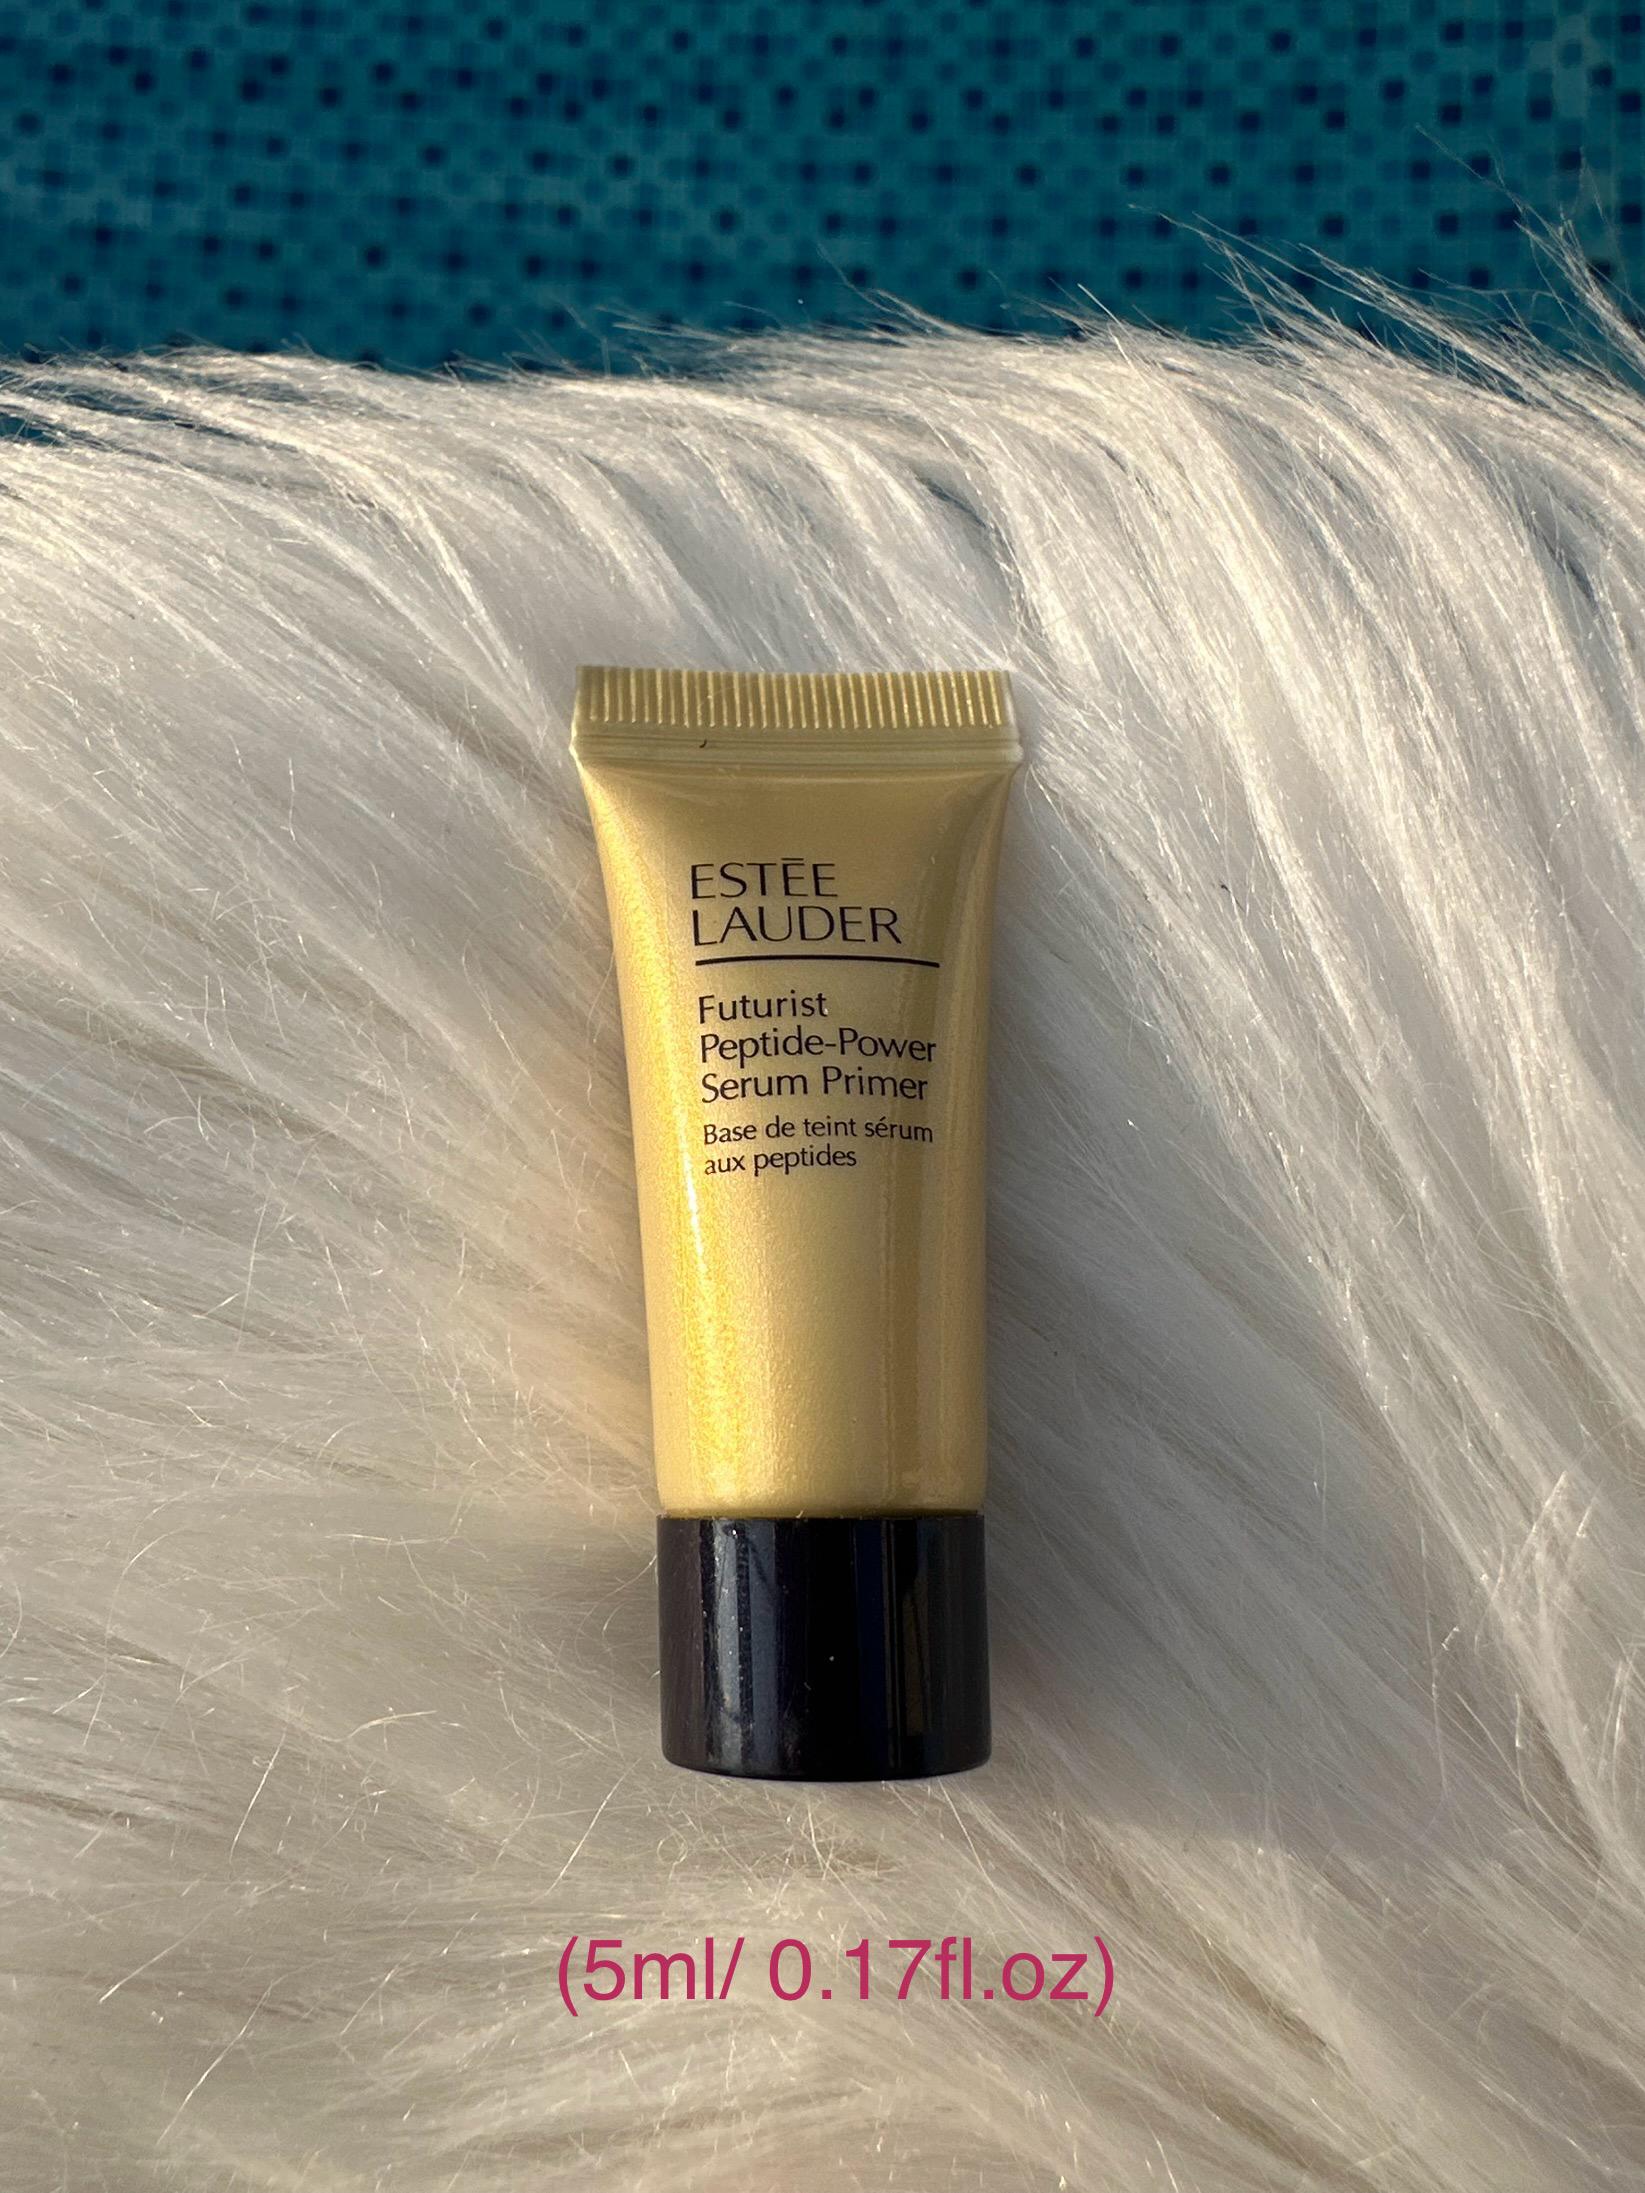 ESTĒE
LAUDER
Futurist
Peptide-Power
Serum Primer
Base de teint sérum
aux peptides
(5ml/ 0.17fl.oz)